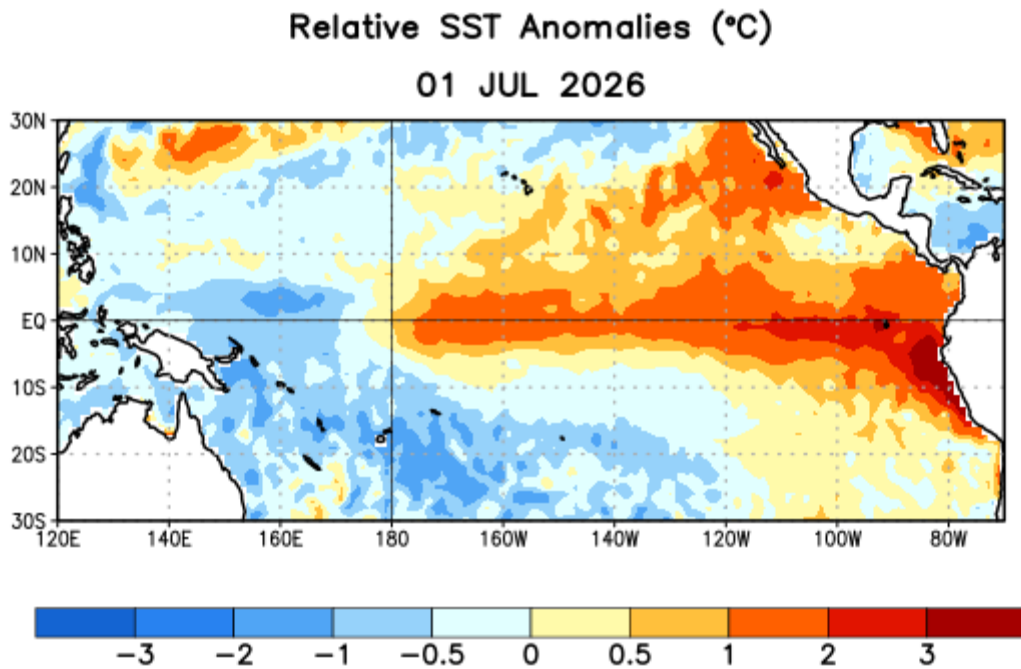 Relative SST Anomalies (°C)
01 JUL 2026
30N
20N
10N
EQ
10S
20S
30S
120E 140E 160E 180 160W 140W 120W 100W 80W
−3 −2 −1 −0.5 0 0.5 1 2 3